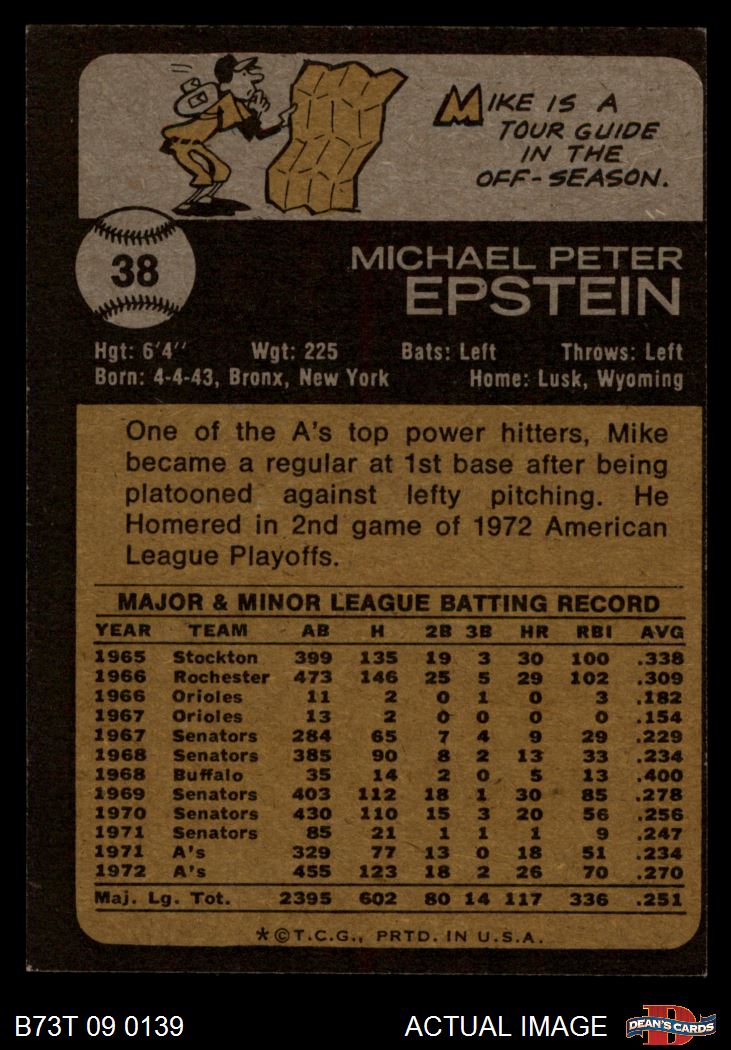 MIKE IS A
TOUR GUIDE
IN THE
OFF-SEASON.
38
MICHAEL PETER
EPSTEIN
Hgt: 6'4'' Wgt: 225 Bats: Left Throws: Left
Born: 4-4-43, Bronx, New York Home: Lusk, Wyoming
One of the A's top power hitters, Mike
became a regular at 1st base after being
platooned against lefty pitching. He
Homered in 2nd game of 1972 American
League Playoffs.
MAJOR & MINOR LEAGUE BATTING RECORD
YEAR TEAM AB H 2B 3B HR RBI AVG
1965 Stockton 399 135 19 3 30 100 .338
1966 Rochester 473 146 25 5 29 102 .309
1966 Orioles 11 2 0 1 0 3 .182
1967 Orioles 13 2 0 0 0 0 .154
1967 Senators 284 65 7 4 9 29 .229
1968 Senators 385 90 8 2 13 33 .234
1968 Buffalo 35 14 2 0 5 13 .400
1969 Senators 403 112 18 1 30 85 .278
1970 Senators 430 110 15 3 20 56 .256
1971 Senators 85 21 1 1 1 9 .247
1971 A's 329 77 13 0 18 51 .234
1972 A's 455 123 18 2 26 70 .270
Maj. Lg. Tot. 2395 602 80 14 117 336 .251
*©T.C.G., PRTD. IN U.S.A.
B73T 09 0139 ACTUAL IMAGE D DEAN'S CARDS